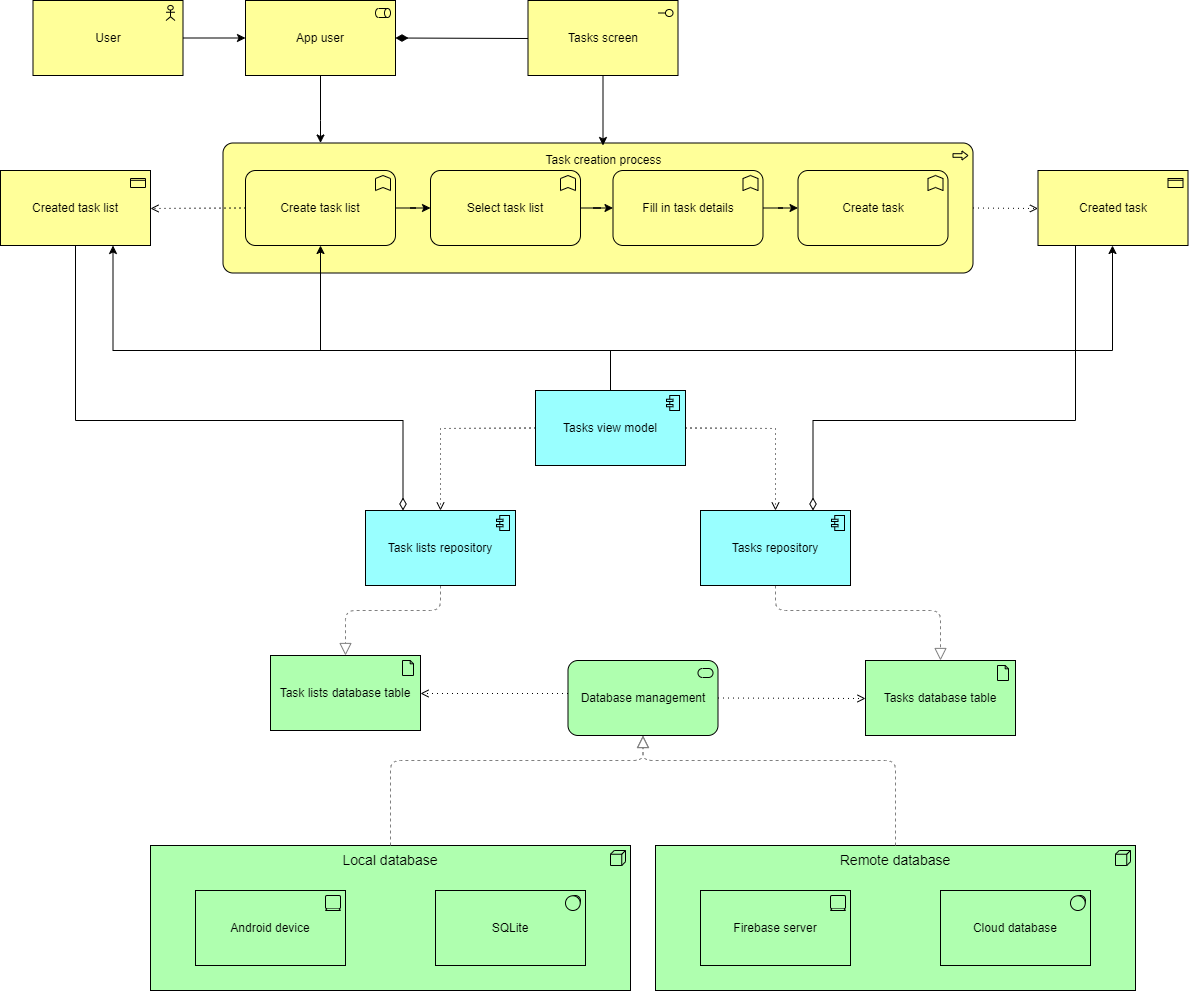 User
App user
Tasks screen
Task creation process
Created task list
Create task list
Select task list
Fill in task details
Create task
Created task
Tasks view model
Task lists repository
Tasks repository
Task lists database table
Database management
Tasks database table
Local database
Remote database
Android device
SQLite
Firebase server
Cloud database